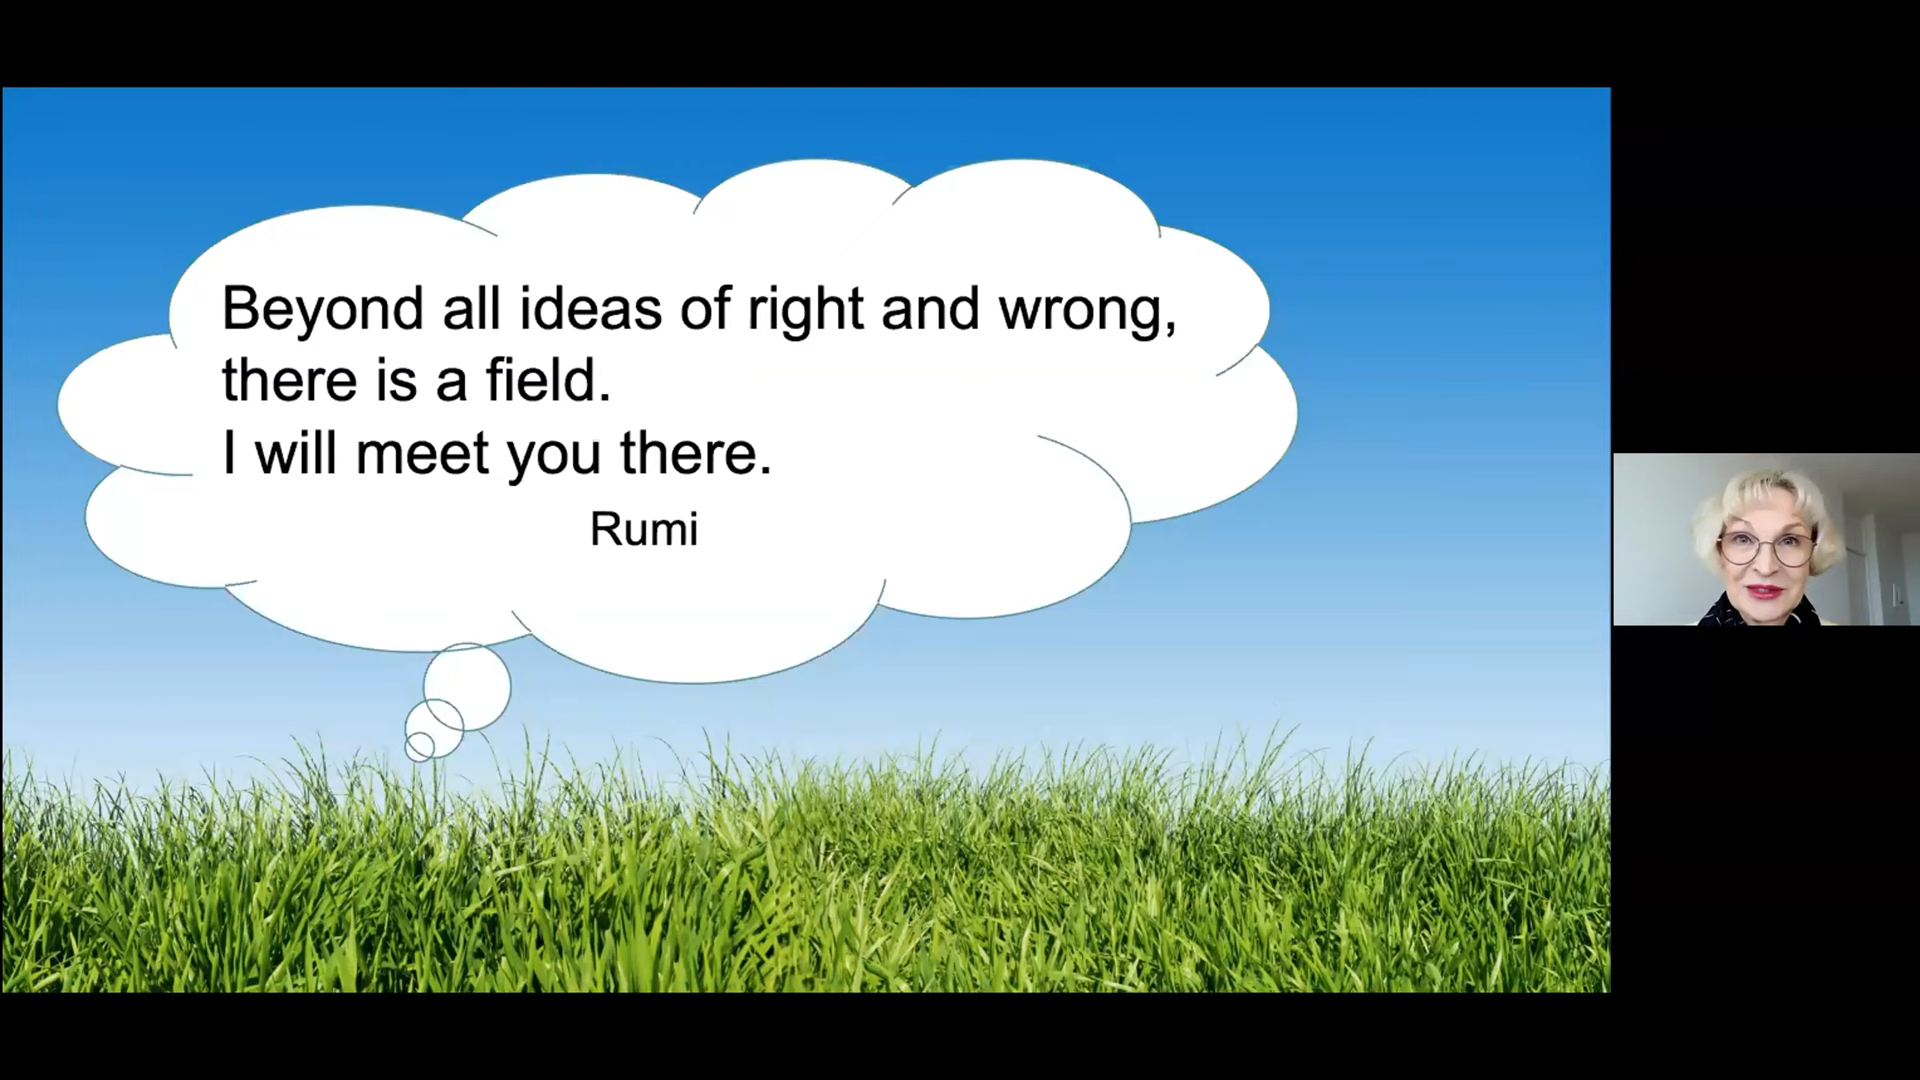 Beyond all ideas of right and wrong,
there is a field.
I will meet you there.
Rumi